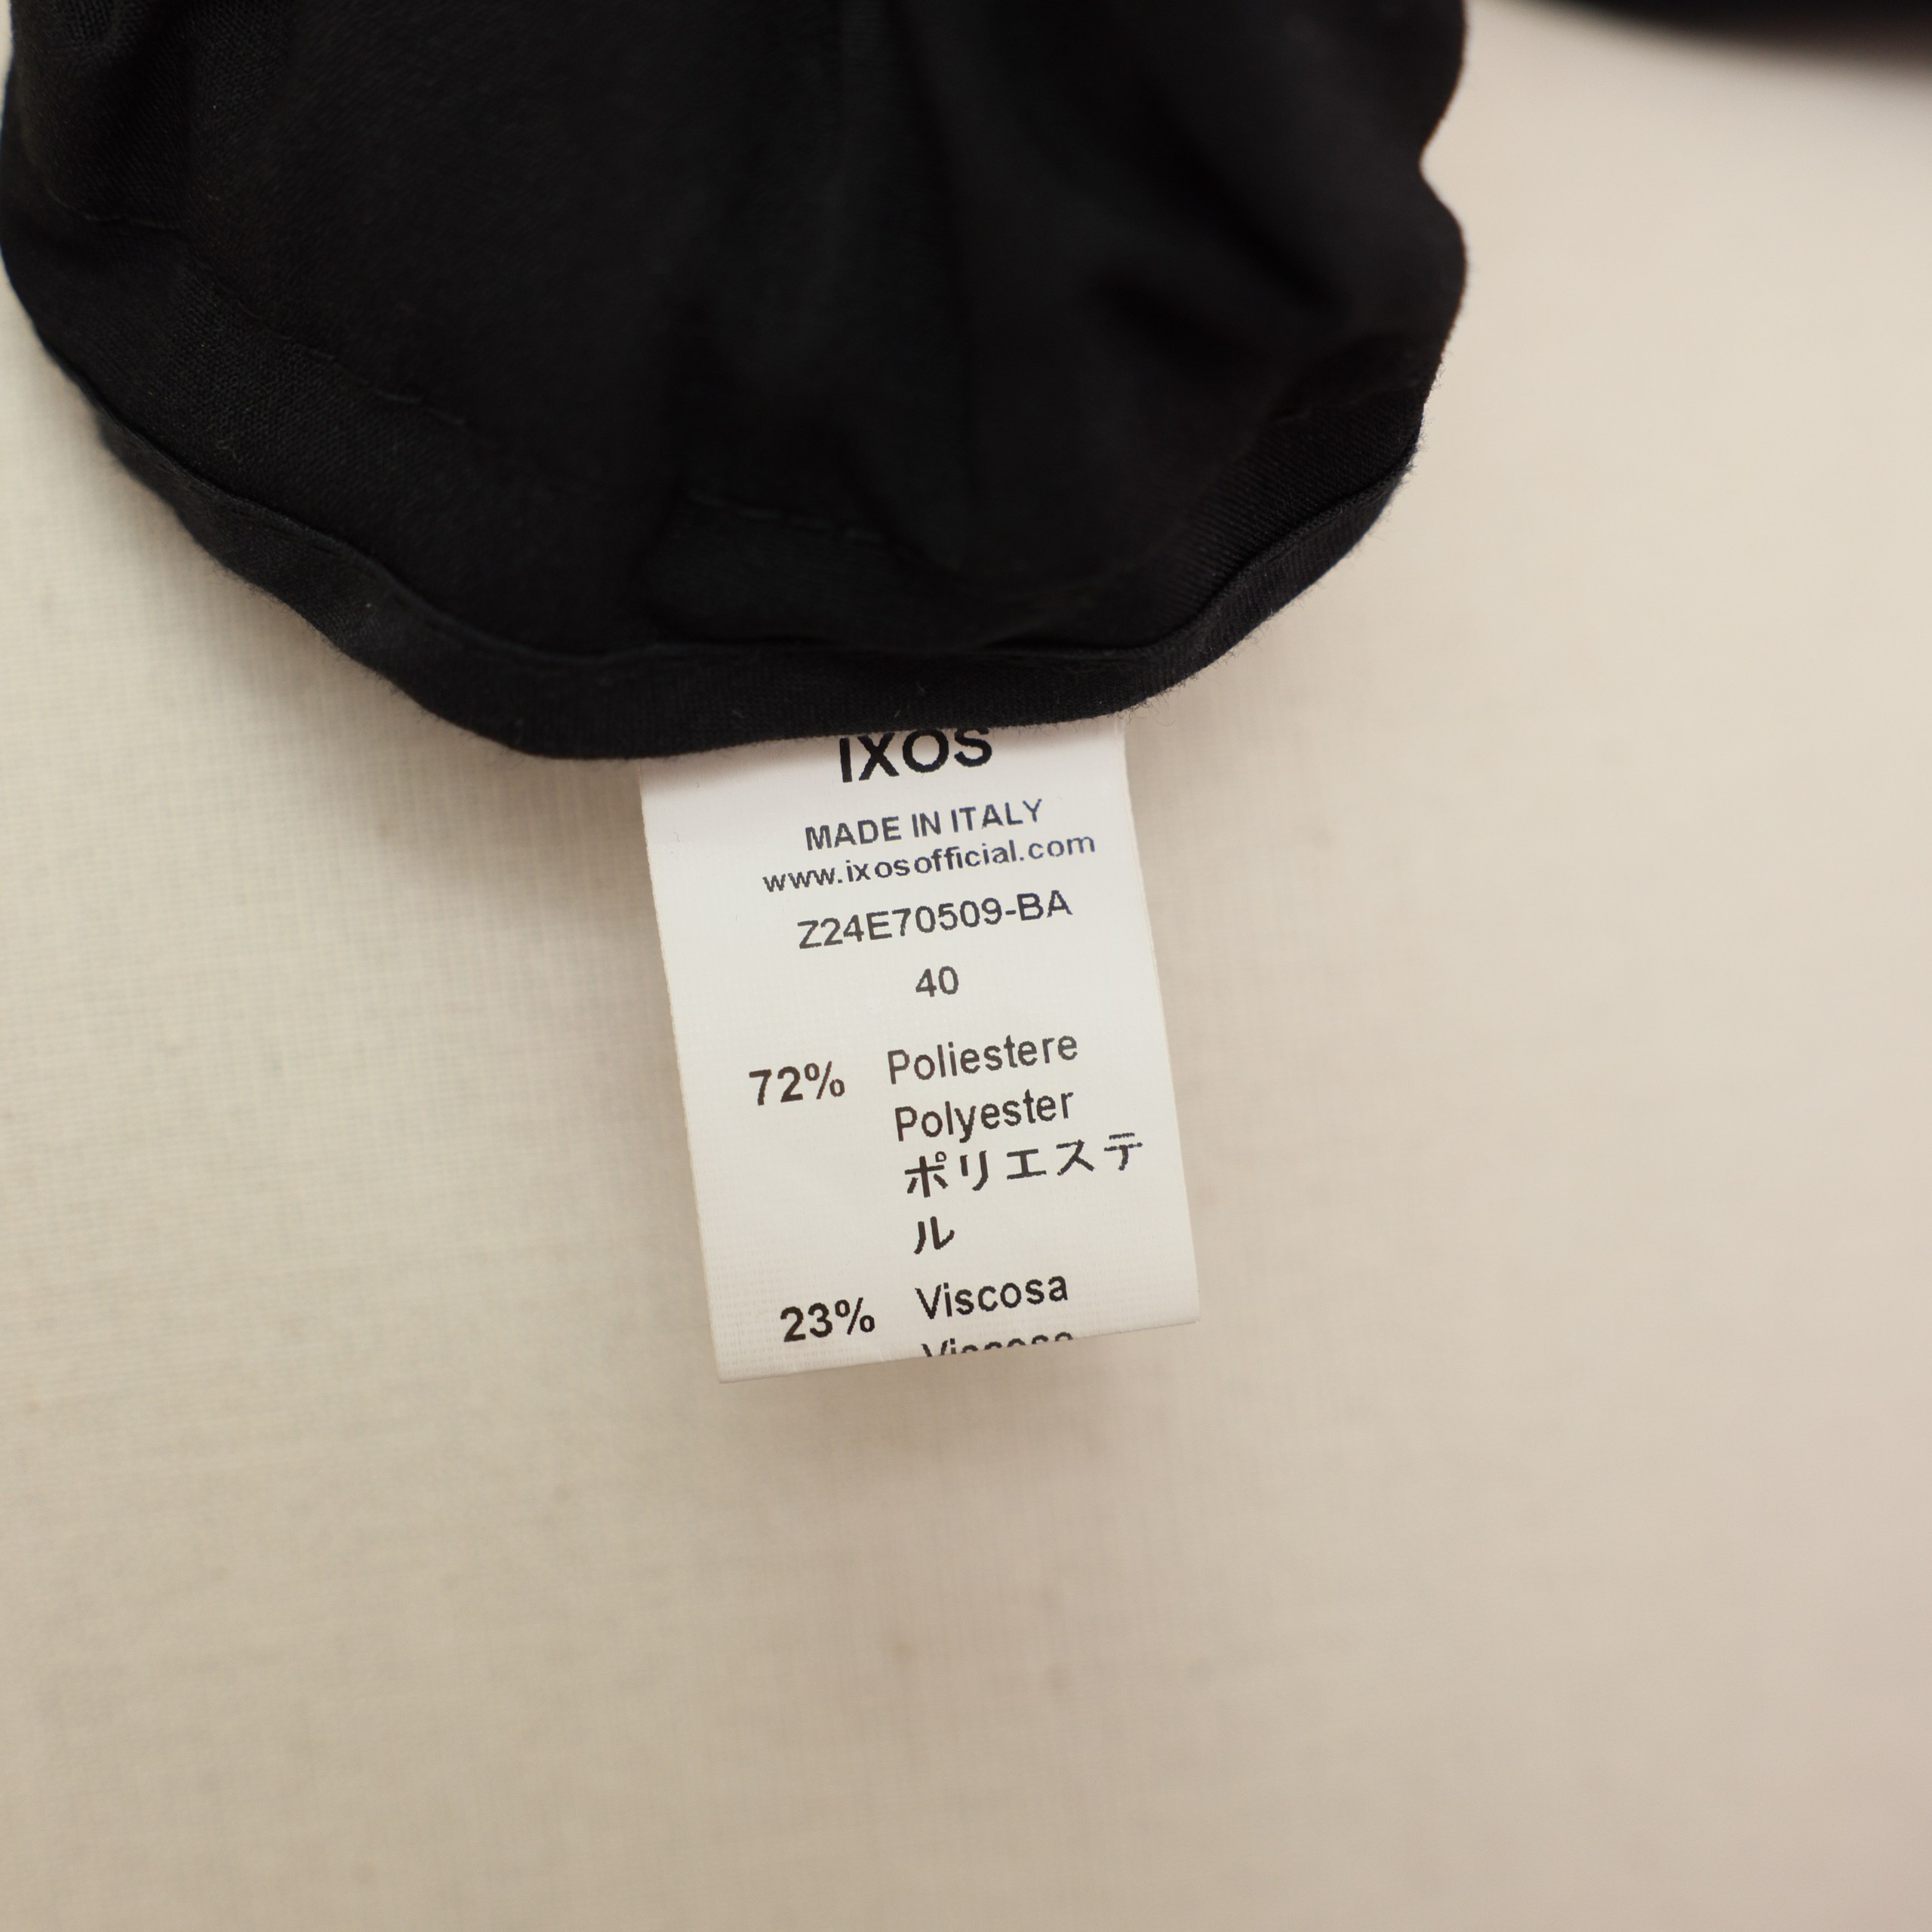 IXOS
MADE IN ITALY
www.ixosofficial.com
Z24E70509-BA
40
72% Poliestere
Polyester
ポリエステ
ル
23% Viscosa